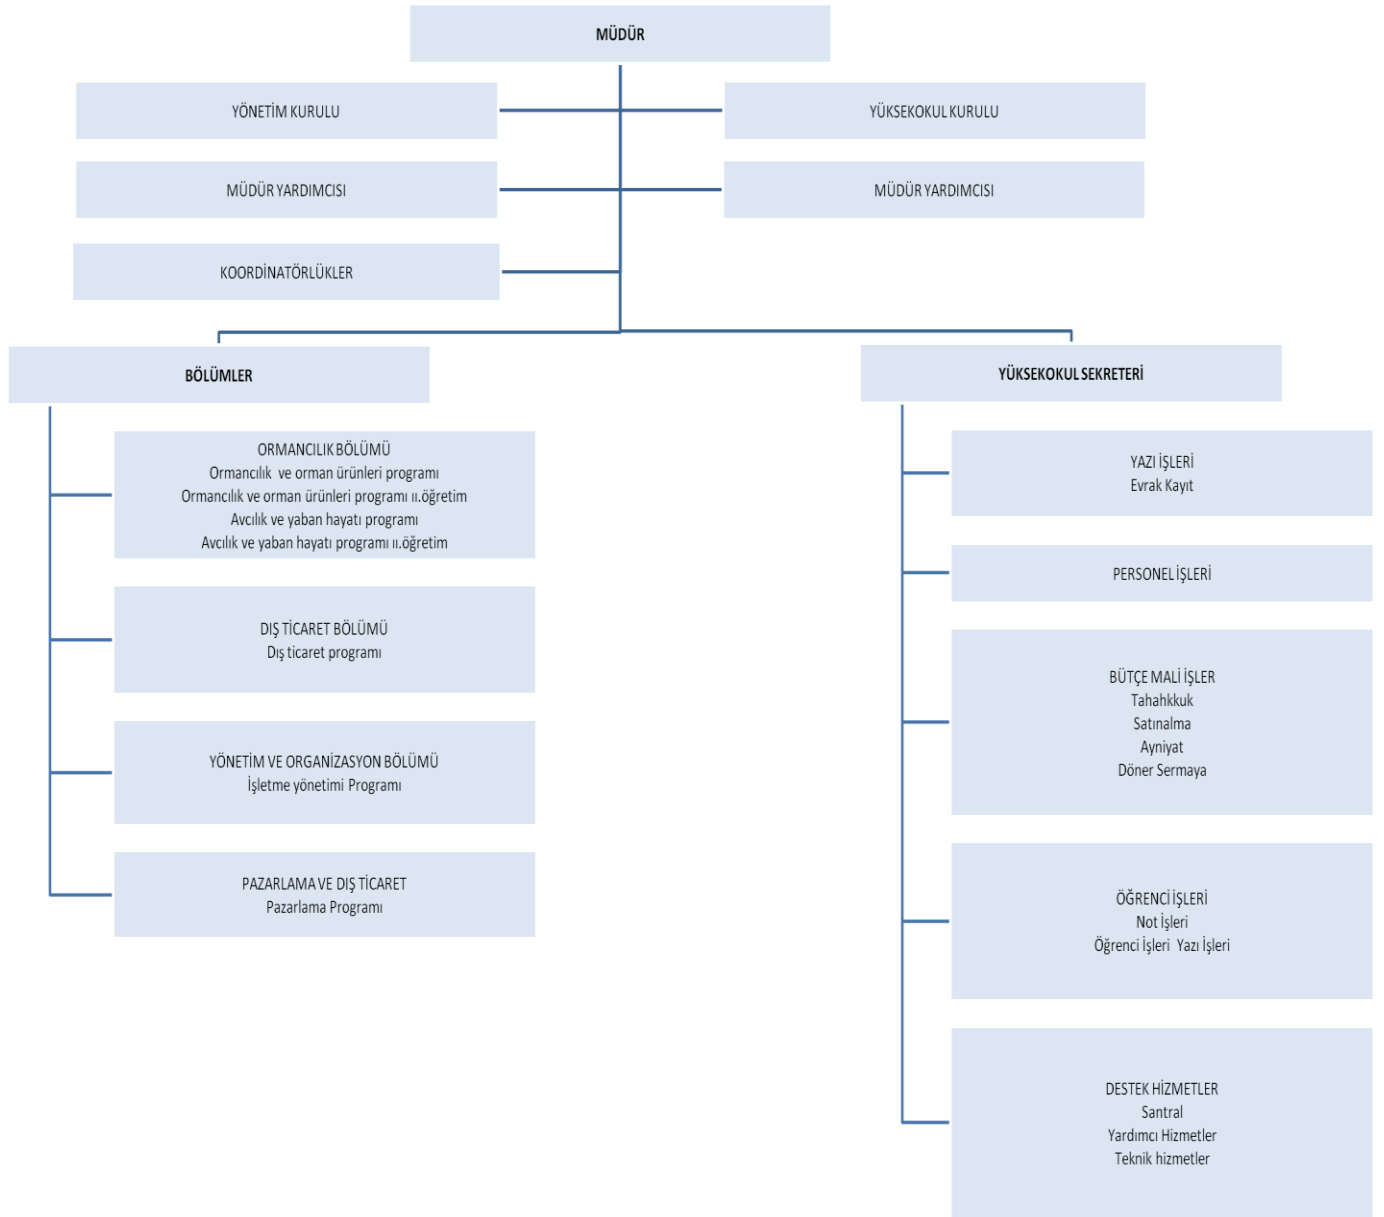 MÜDÜR
YÖNETİM KURULU
YÜKSEKOKUL KURULU
MÜDÜR YARDIMCISI
MÜDÜR YARDIMCISI
KOORDİNATÖRLÜKLER
BÖLÜMLER
ORMANCILIK BÖLÜMÜ
Ormancılık ve orman ürünleri programı
Ormancılık ve orman ürünleri programı ıı.öğretim
Avcılık ve yaban hayatı programı
Avcılık ve yaban hayatı programı ıı.öğretim
DIŞ TİCARET BÖLÜMÜ
Dış ticaret programı
YÖNETİM VE ORGANİZASYON BÖLÜMÜ
İşletme yönetimi Programı
PAZARLAMA VE DIŞ TİCARET
Pazarlama Programı
YÜKSEKOKUL SEKRETERİ
YAZI İŞLERİ
Evrak Kayıt
PERSONEL İŞLERİ
BÜTÇE MALİ İŞLER
Tahahkkuk
Satınalma
Ayniyat
Döner Sermaya
ÖĞRENCİ İŞLERİ
Not İşleri
Öğrenci İşleri Yazı İşleri
DESTEK HİZMETLER
Santral
Yardımcı Hizmetler
Teknik hizmetler